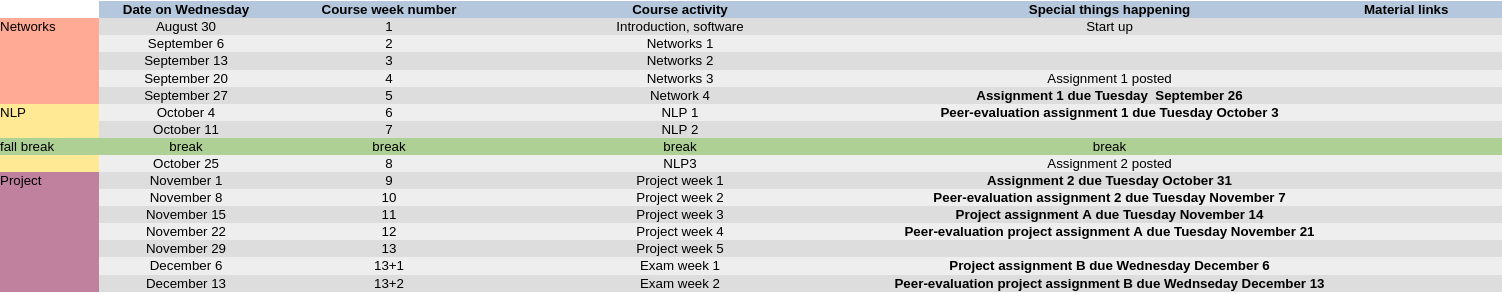 Date on Wednesday Course week number Course activity Special things happening Material links
Networks August 30 1 Introduction, software Start up
September 6 2 Networks 1
September 13 3 Networks 2
September 20 4 Networks 3 Assignment 1 posted
September 27 5 Network 4 Assignment 1 due Tuesday  September 26
NLP October 4 6 NLP 1 Peer-evaluation assignment 1 due Tuesday October 3
October 11 7 NLP 2
fall break break break break break
October 25 8 NLP3 Assignment 2 posted
Project November 1 9 Project week 1 Assignment 2 due Tuesday October 31
November 8 10 Project week 2 Peer-evaluation assignment 2 due Tuesday November 7
November 15 11 Project week 3 Project assignment A due Tuesday November 14
November 22 12 Project week 4 Peer-evaluation project assignment A due Tuesday November 21
November 29 13 Project week 5
December 6 13+1 Exam week 1 Project assignment B due Wednesday December 6
December 13 13+2 Exam week 2 Peer-evaluation project assignment B due Wednseday December 13